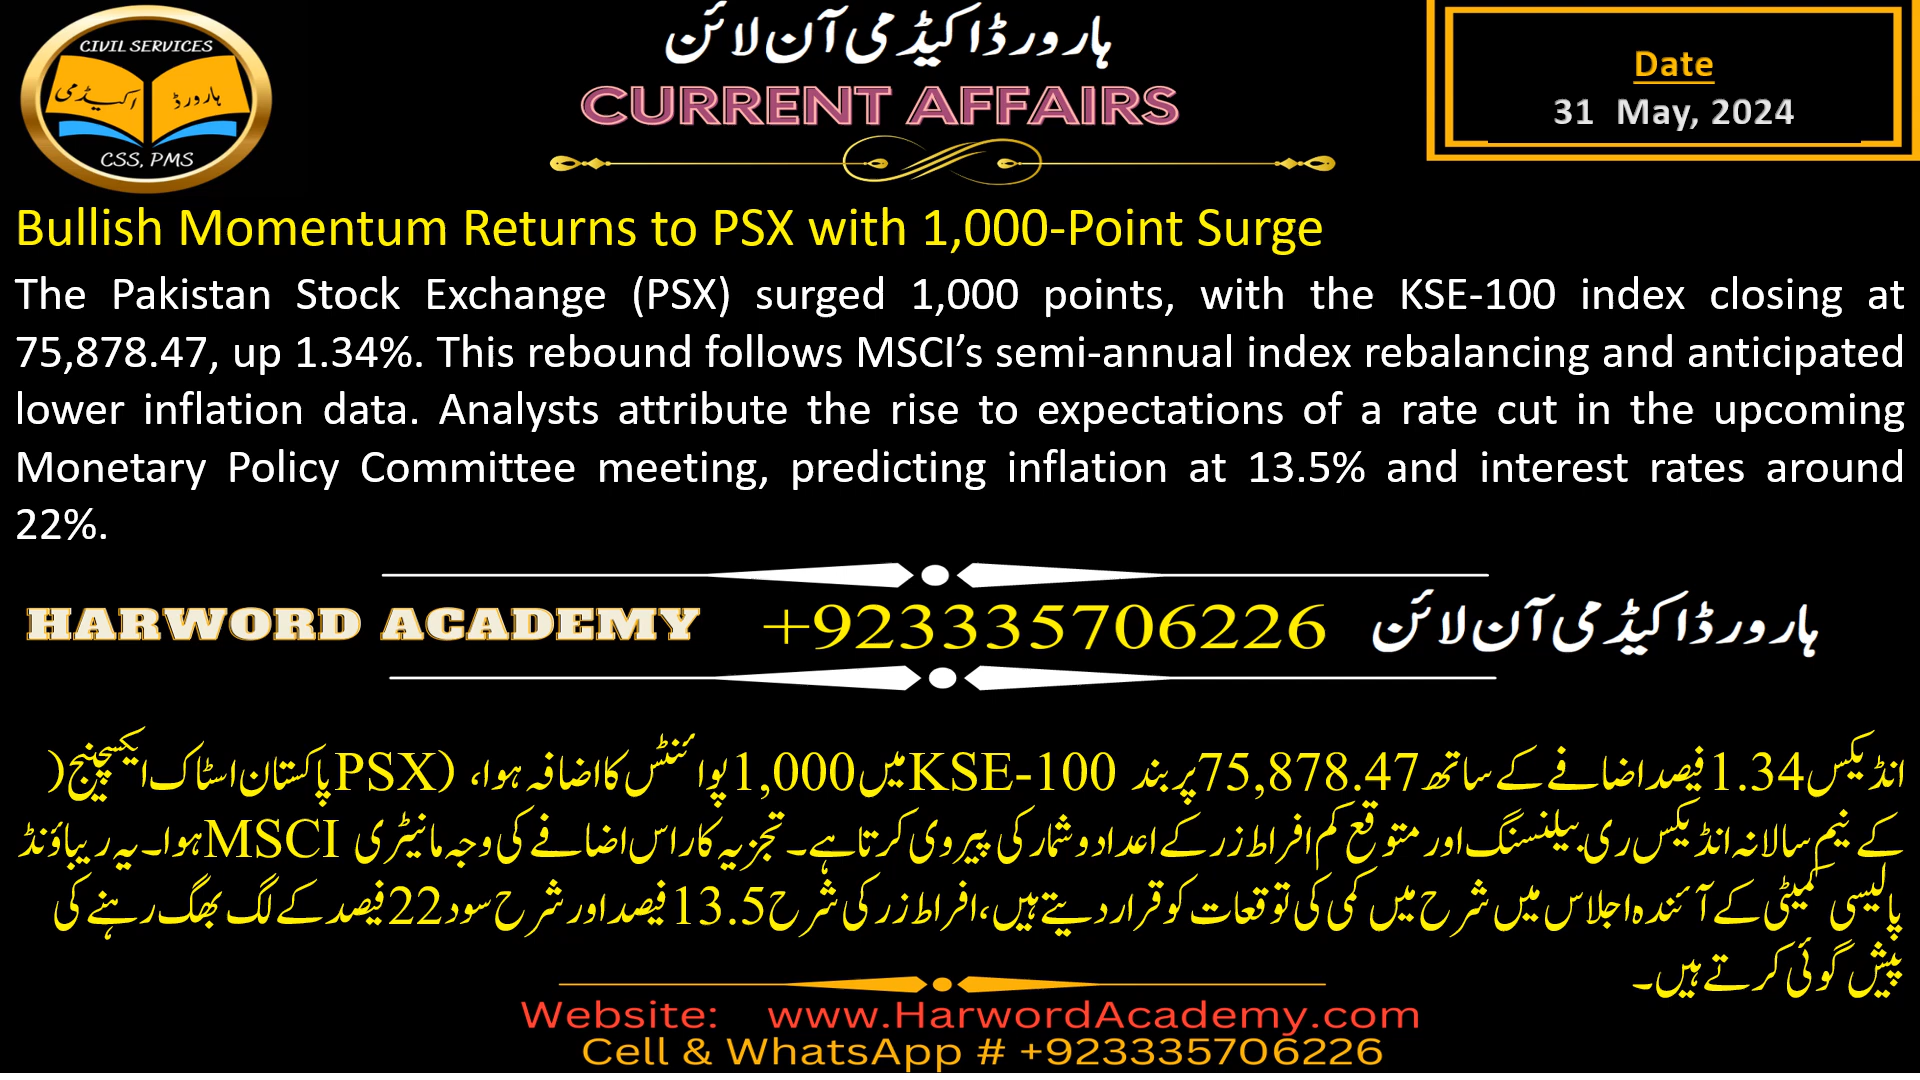 CIVIL SERVICES
ہارورڈ اکیڈمی
CSS, PMS
ہارورڈ اکیڈمی آن لائن
CURRENT AFFAIRS
Date
31 May, 2024
Bullish Momentum Returns to PSX with 1,000-Point Surge
The Pakistan Stock Exchange (PSX) surged 1,000 points, with the KSE-100 index closing at
75,878.47, up 1.34%. This rebound follows MSCI’s semi-annual index rebalancing and anticipated
lower inflation data. Analysts attribute the rise to expectations of a rate cut in the upcoming
Monetary Policy Committee meeting, predicting inflation at 13.5% and interest rates around
22%.
HARWORD ACADEMY +923335706226 ہارورڈ اکیڈمی آن لائن
انڈیکس 1.34 فیصد اضافے کے ساتھ 75,878.47 پر بند KSE-100 میں 1,000 پوائنٹس کا اضافہ ہوا، (PSX پاکستان اسٹاک ایکسچینج (
کے نیم سالانہ انڈیکس ری بیلنسنگ اور متوقع کم افراط زر کے اعداد و شمار کی پیروی کرتا ہے۔ تجزیہ کار اس اضافے کی وجہ مانیٹری MSCI ہوا۔ یہ ریباؤنڈ
پالیسی کمیٹی کے آئندہ اجلاس میں شرح میں کمی کی توقعات کو قرار دیتے ہیں، افراط زر کی شرح 13.5 فیصد اور شرح سود 22 فیصد کے لگ بھگ رہنے کی
پیش گوئی کرتے ہیں۔
Website: www.HarwordAcademy.com
Cell & WhatsApp # +923335706226